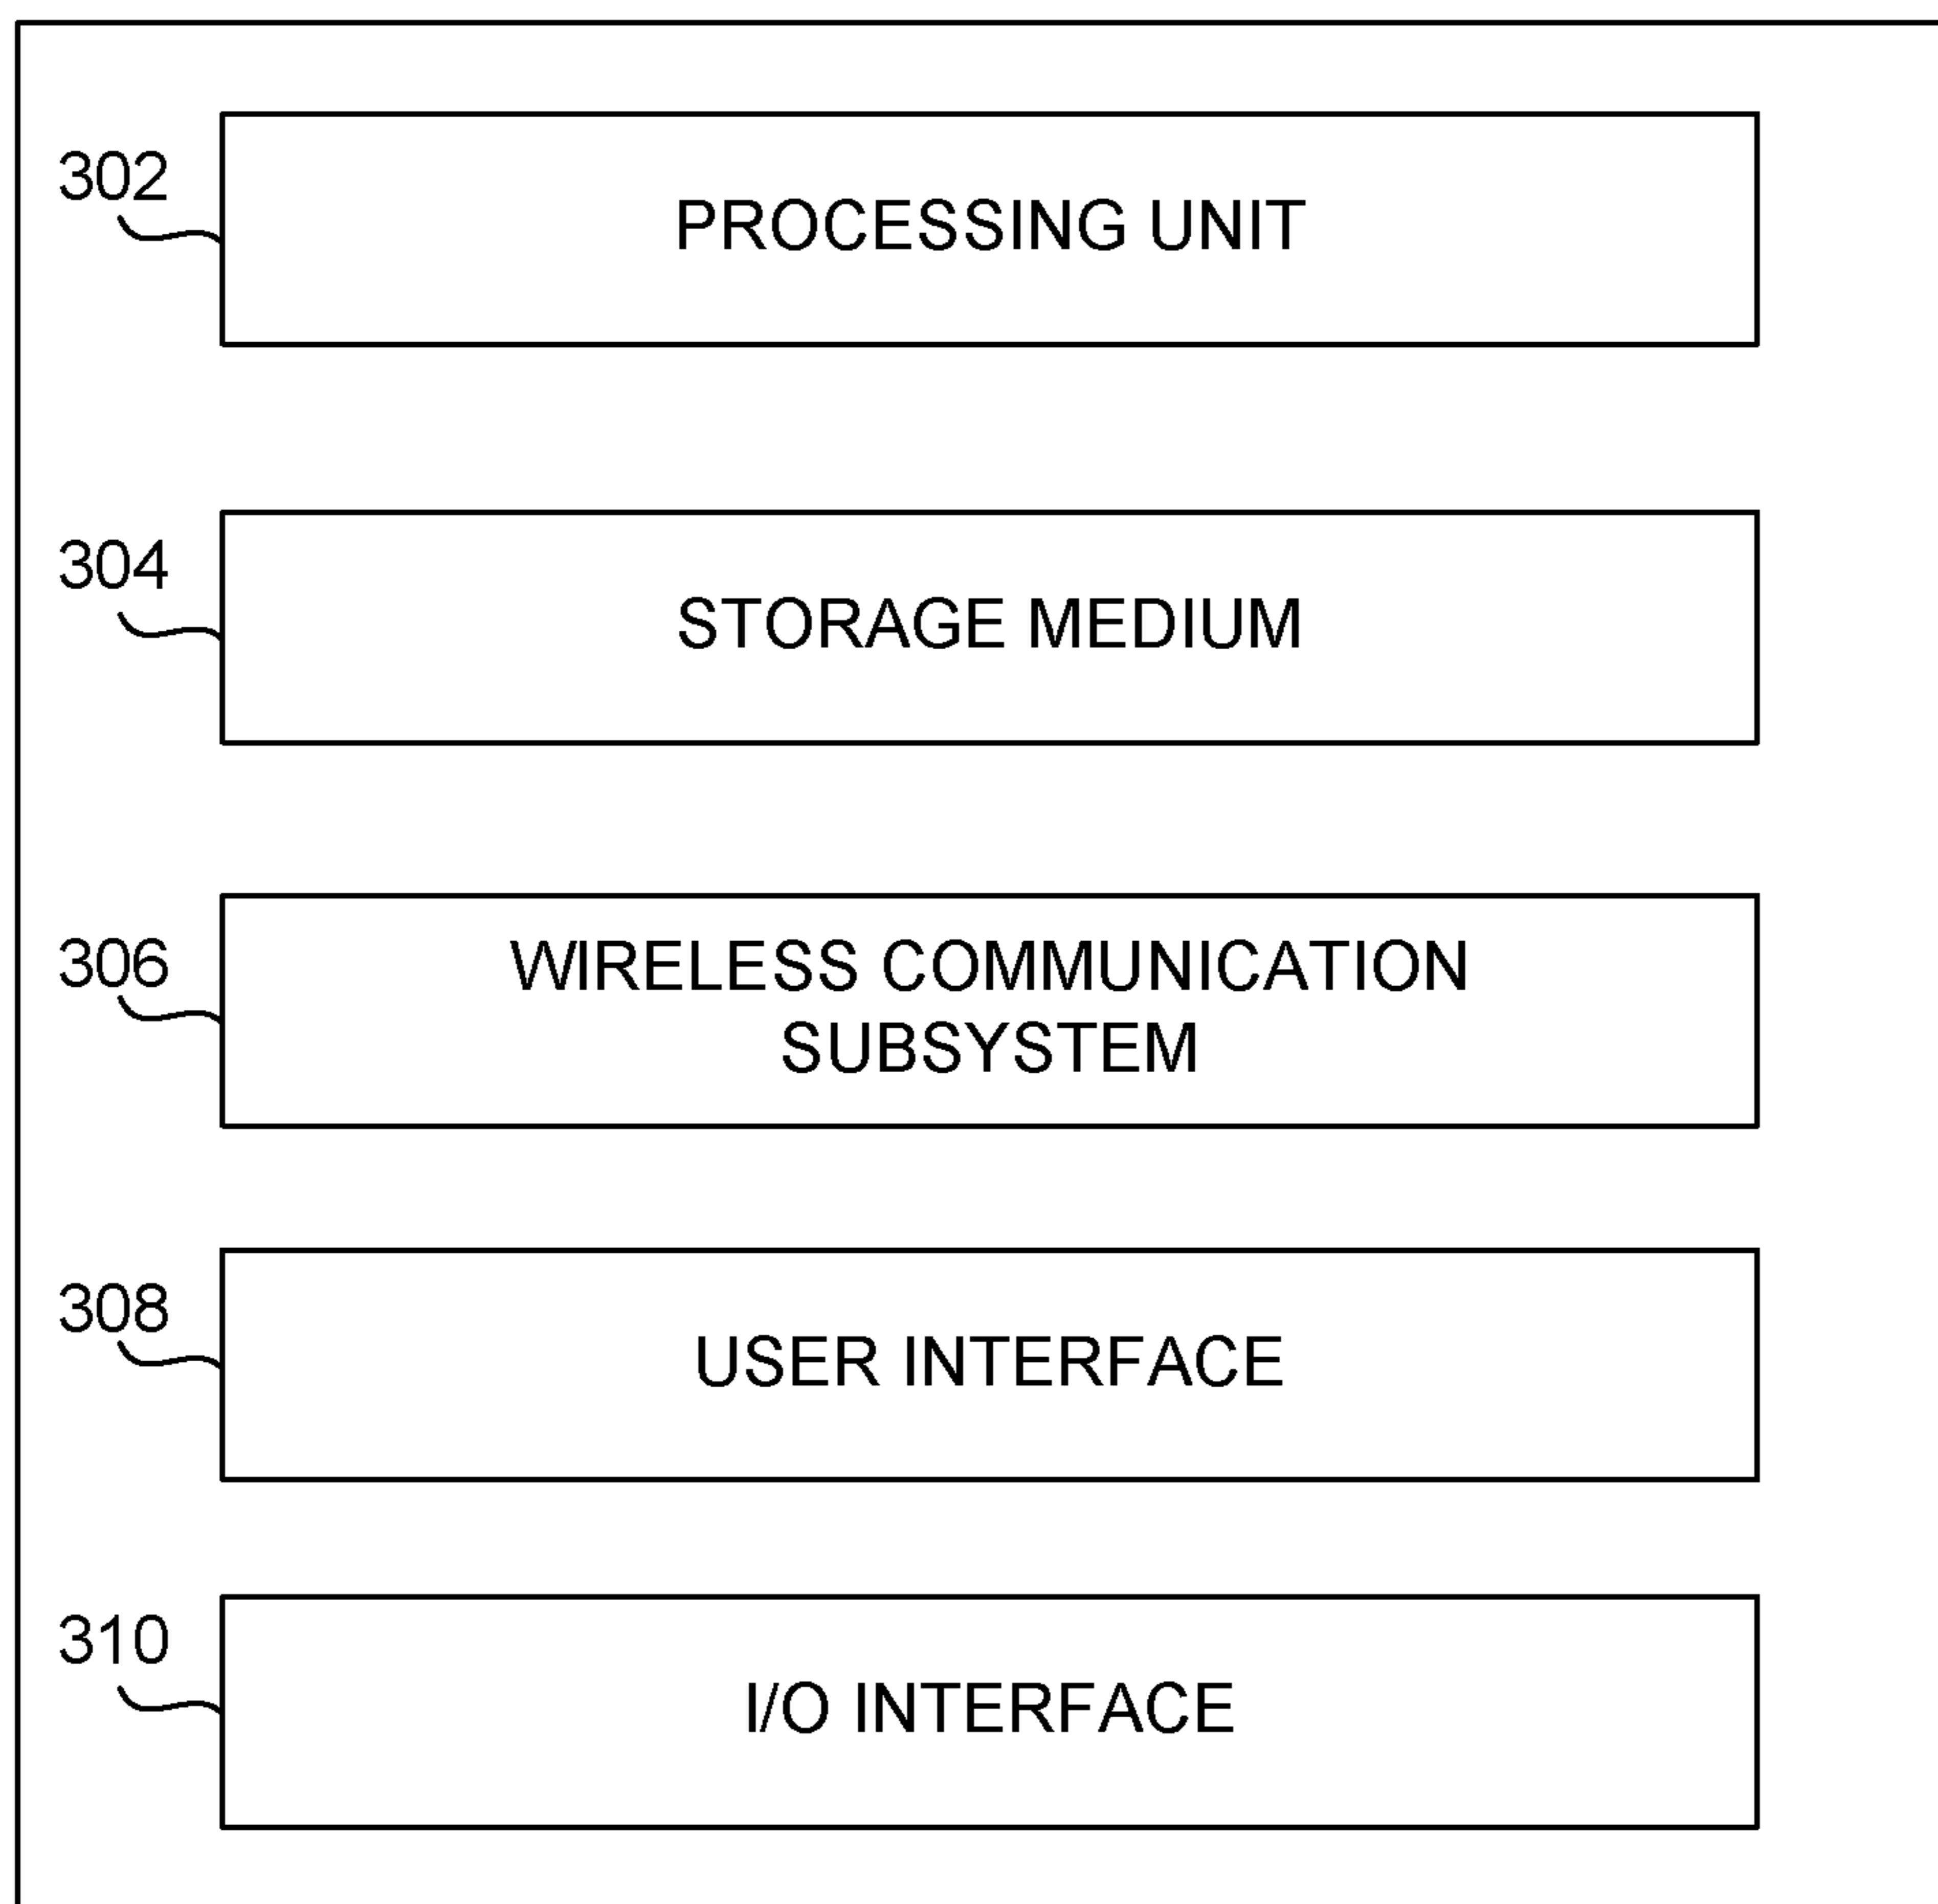 302
PROCESSING UNIT
304
STORAGE MEDIUM
306
WIRELESS COMMUNICATION
SUBSYSTEM
308
USER INTERFACE
310
I/O INTERFACE